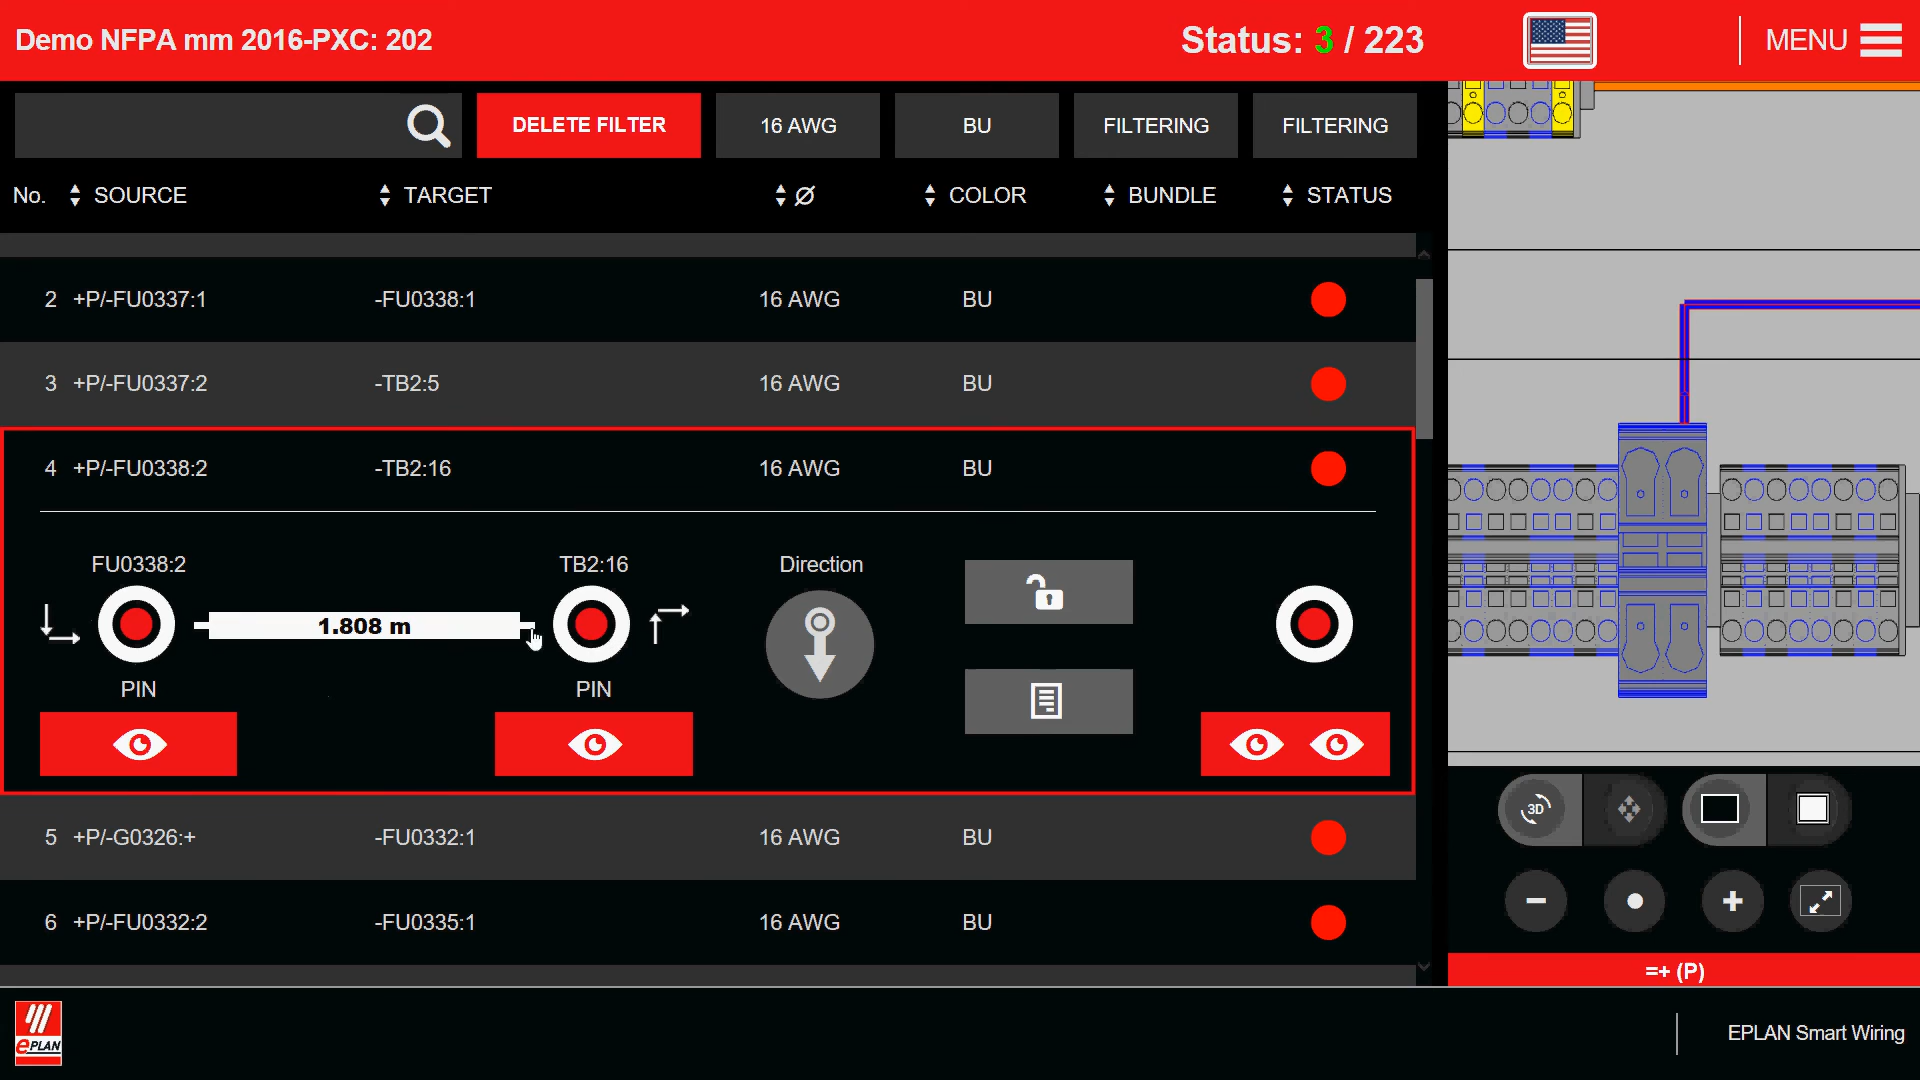 Demo NFPA mm 2016-PXC: 202
Status: 3 / 223
MENU
DELETE FILTER
16 AWG
BU
FILTERING
FILTERING
No. SOURCE TARGET Ø COLOR BUNDLE STATUS
2 +P/-FU0337:1 -FU0338:1 16 AWG BU
3 +P/-FU0337:2 -TB2:5 16 AWG BU
4 +P/-FU0338:2 -TB2:16 16 AWG BU
FU0338:2 TB2:16 Direction
1.808 m
PIN PIN
5 +P/-G0326:+ -FU0332:1 16 AWG BU
6 +P/-FU0332:2 -FU0335:1 16 AWG BU
3D
=+ (P)
ePLAN
EPLAN Smart Wiring